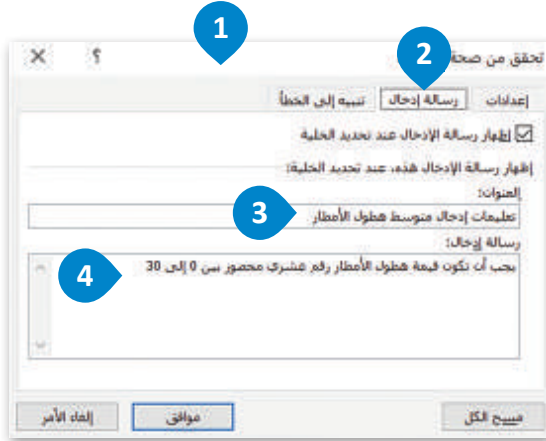 1
2
تحقق من صحة
؟
إعدادات
رسالة إدخال
تنبيه إلى الخطأ
إظهار رسالة الإدخال عند تحديد الخلية
إظهار رسالة الإدخال هذه، عند تحديد الخلية:
العنوان:
تعليمات إدخال متوسط هطول الأمطار
3
رسالة إدخال:
يجب أن تكون قيمة هطول الأمطار رقم عشري محصور بين 0 إلى 30
4
مسح الكل
موافق
إلغاء الأمر